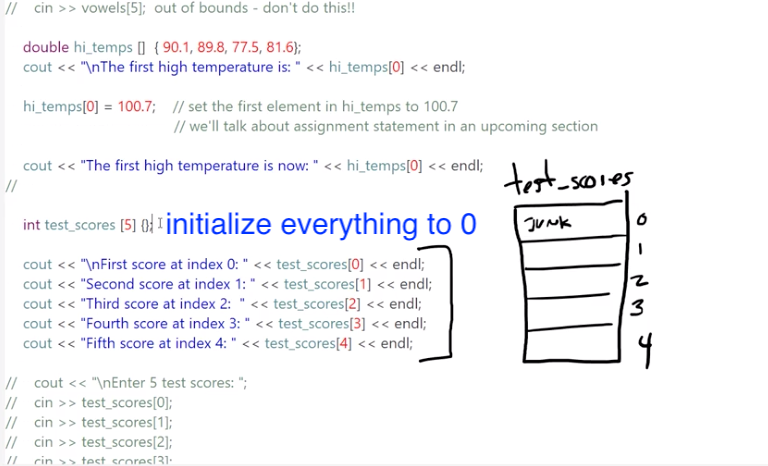 // cin >> vowels[5]; out of bounds - don't do this!!
double hi_temps [] { 90.1, 89.8, 77.5, 81.6};
cout << "\nThe first high temperature is: " << hi_temps[0] << endl;
hi_temps[0] = 100.7; // set the first element in hi_temps to 100.7
// we'll talk about assignment statement in an upcoming section
cout << "The first high temperature is now: " << hi_temps[0] << endl;
//
int test_scores [5] {}; initialize everything to 0
cout << "\nFirst score at index 0: " << test_scores[0] << endl;
cout << "Second score at index 1: " << test_scores[1] << endl;
cout << "Third score at index 2:  " << test_scores[2] << endl;
cout << "Fourth score at index 3: " << test_scores[3] << endl;
cout << "Fifth score at index 4: " << test_scores[4] << endl;
// cout << "\nEnter 5 test scores: ";
// cin >> test_scores[0];
// cin >> test_scores[1];
// cin >> test_scores[2];
// cin >> test_scores[3];
test_scores
JUNK 0
1
2
3
4